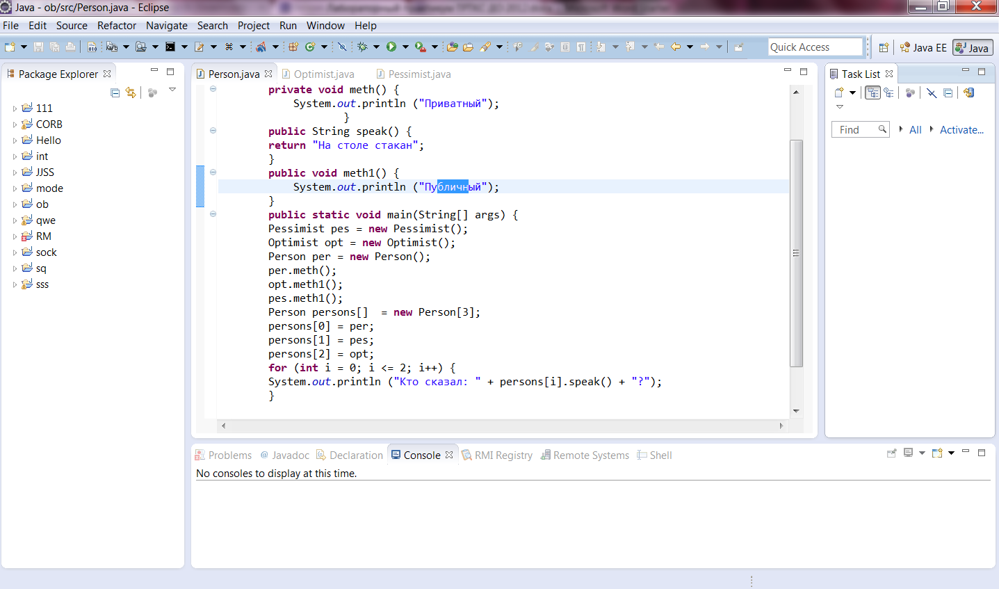 Java - ob/src/Person.java - Eclipse
File Edit Source Refactor Navigate Search Project Run Window Help
Quick Access
Java EE
Java
Package Explorer
111
CORB
Hello
int
JJSS
mode
ob
qwe
RM
sock
sq
sss
Person.java
Optimist.java
Pessimist.java
private void meth() {
System.out.println ("Приватный");
}
public String speak() {
return "На столе стакан";
}
public void meth1() {
System.out.println ("Публичный");
}
public static void main(String[] args) {
Pessimist pes = new Pessimist();
Optimist opt = new Optimist();
Person per = new Person();
per.meth();
opt.meth1();
pes.meth1();
Person persons[]  = new Person[3];
persons[0] = per;
persons[1] = pes;
persons[2] = opt;
for (int i = 0; i <= 2; i++) {
System.out.println ("Кто сказал: " + persons[i].speak() + "?");
}
Task List
Find
All
Activate...
Problems
@ Javadoc
Declaration
Console
RMI Registry
Remote Systems
Shell
No consoles to display at this time.